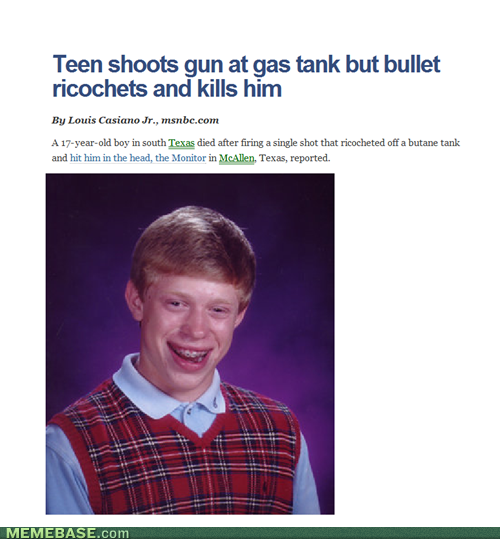 Teen shoots gun at gas tank but bullet
ricochets and kills him
By Louis Casiano Jr., msnbc.com
A 17-year-old boy in south Texas died after firing a single shot that ricocheted off a butane tank
and hit him in the head, the Monitor in McAllen, Texas, reported.
MEMEBASE.com